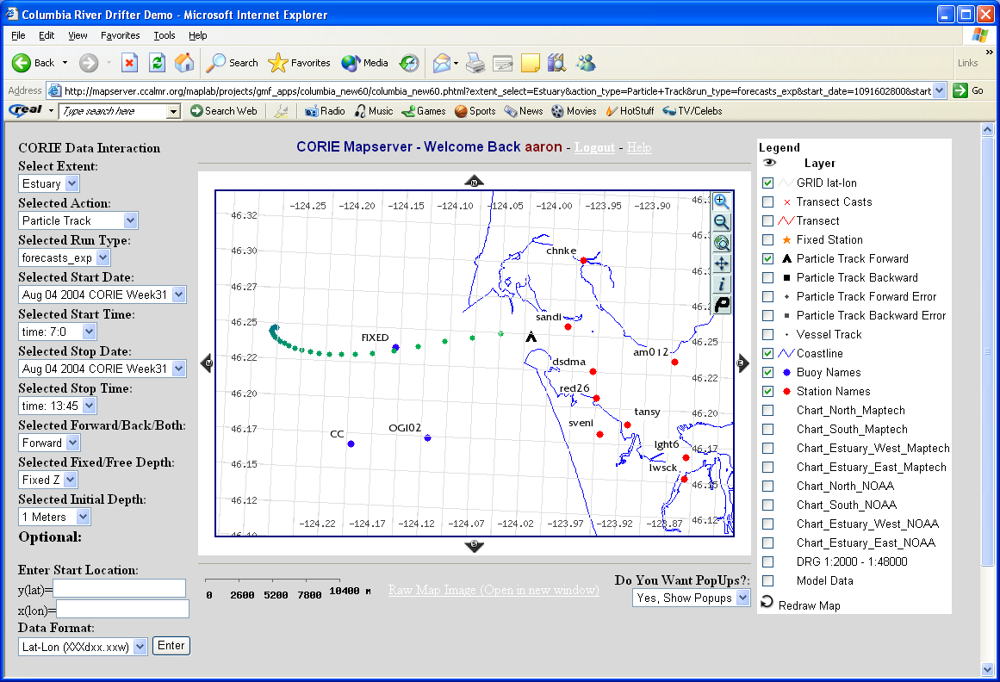 Columbia River Drifter Demo - Microsoft Internet Explorer
File Edit View Favorites Tools Help
Back Search Favorites Media Links
Address http://mapserver.ccalmr.org/maplab/projects/gmf_apps/columbia_new60/columbia_new60.phtml?extent_select=Estuary&action_type=Particle+Track&run_type=forecasts_exp&start_date=1091602800&start Go
real Type search here Search Web Radio Music Games Sports News Movies HotStuff TV/Celebs
CORIE Data Interaction
Select Extent:
Estuary
Selected Action:
Particle Track
Selected Run Type:
forecasts_exp
Selected Start Date:
Aug 04 2004 CORIE Week31
Selected Start Time:
time: 7:0
Selected Stop Date:
Aug 04 2004 CORIE Week31
Selected Stop Time:
time: 13:45
Selected Forward/Back/Both:
Forward
Selected Fixed/Free Depth:
Fixed Z
Selected Initial Depth:
1 Meters
Optional:
Enter Start Location:
y(lat)=
x(lon)=
Data Format:
Lat-Lon (XXXdxx.xxw) Enter
CORIE Mapserver - Welcome Back aaron - Logout - Help
N
-124.25 -124.20 -124.15 -124.10 -124.05 -124.00 -123.95 -123.90
46.32
46.30
46.27
46.25
46.22
46.20
46.17
46.15
46.12
46.10
chnke
sandi
FIXED
am012
dsdma
red26
tansy
sveni
OGI02
CC
lght6
lwsck
46.3
46.3
46.2
46.25
46.22
46.20
46.17
46.15
46.12
-124.22 -124.17 -124.12 -124.07 -124.02 -123.97 -123.92 -123.87
W
E
S
0 2600 5200 7800 10400 M
Raw Map Image (Open in new window)
Do You Want PopUps?:
Yes, Show Popups
Legend
Layer
GRID lat-lon
Transect Casts
Transect
Fixed Station
Particle Track Forward
Particle Track Backward
Particle Track Forward Error
Particle Track Backward Error
Vessel Track
Coastline
Buoy Names
Station Names
Chart_North_Maptech
Chart_South_Maptech
Chart_Estuary_West_Maptech
Chart_Estuary_East_Maptech
Chart_North_NOAA
Chart_South_NOAA
Chart_Estuary_West_NOAA
Chart_Estuary_East_NOAA
DRG 1:2000 - 1:48000
Model Data
Redraw Map